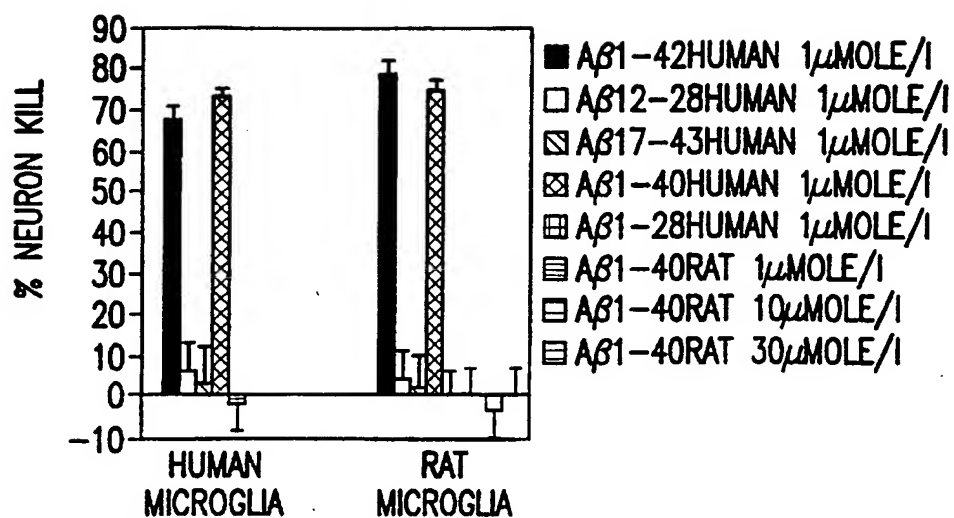 % NEURON KILL
90
80
70
60
50
40
30
20
10
0
-10
HUMAN
MICROGLIA
RAT
MICROGLIA
Aβ1-42HUMAN 1μMOLE/l
Aβ12-28HUMAN 1μMOLE/l
Aβ17-43HUMAN 1μMOLE/l
Aβ1-40HUMAN 1μMOLE/l
Aβ1-28HUMAN 1μMOLE/l
Aβ1-40RAT 1μMOLE/l
Aβ1-40RAT 10μMOLE/l
Aβ1-40RAT 30μMOLE/l